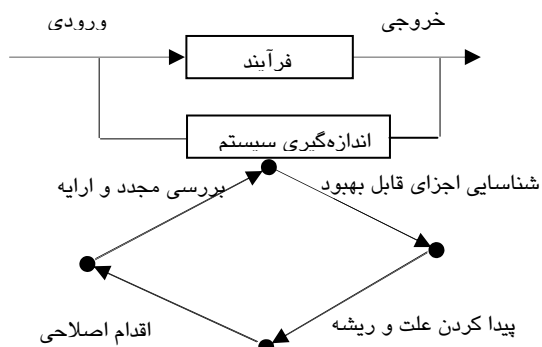 ورودی
خروجی
فرآیند
اندازه‌گیری سیستم
شناسایی اجزای قابل بهبود
بررسی مجدد و ارایه
پیدا کردن علت و ریشه
اقدام اصلاحی